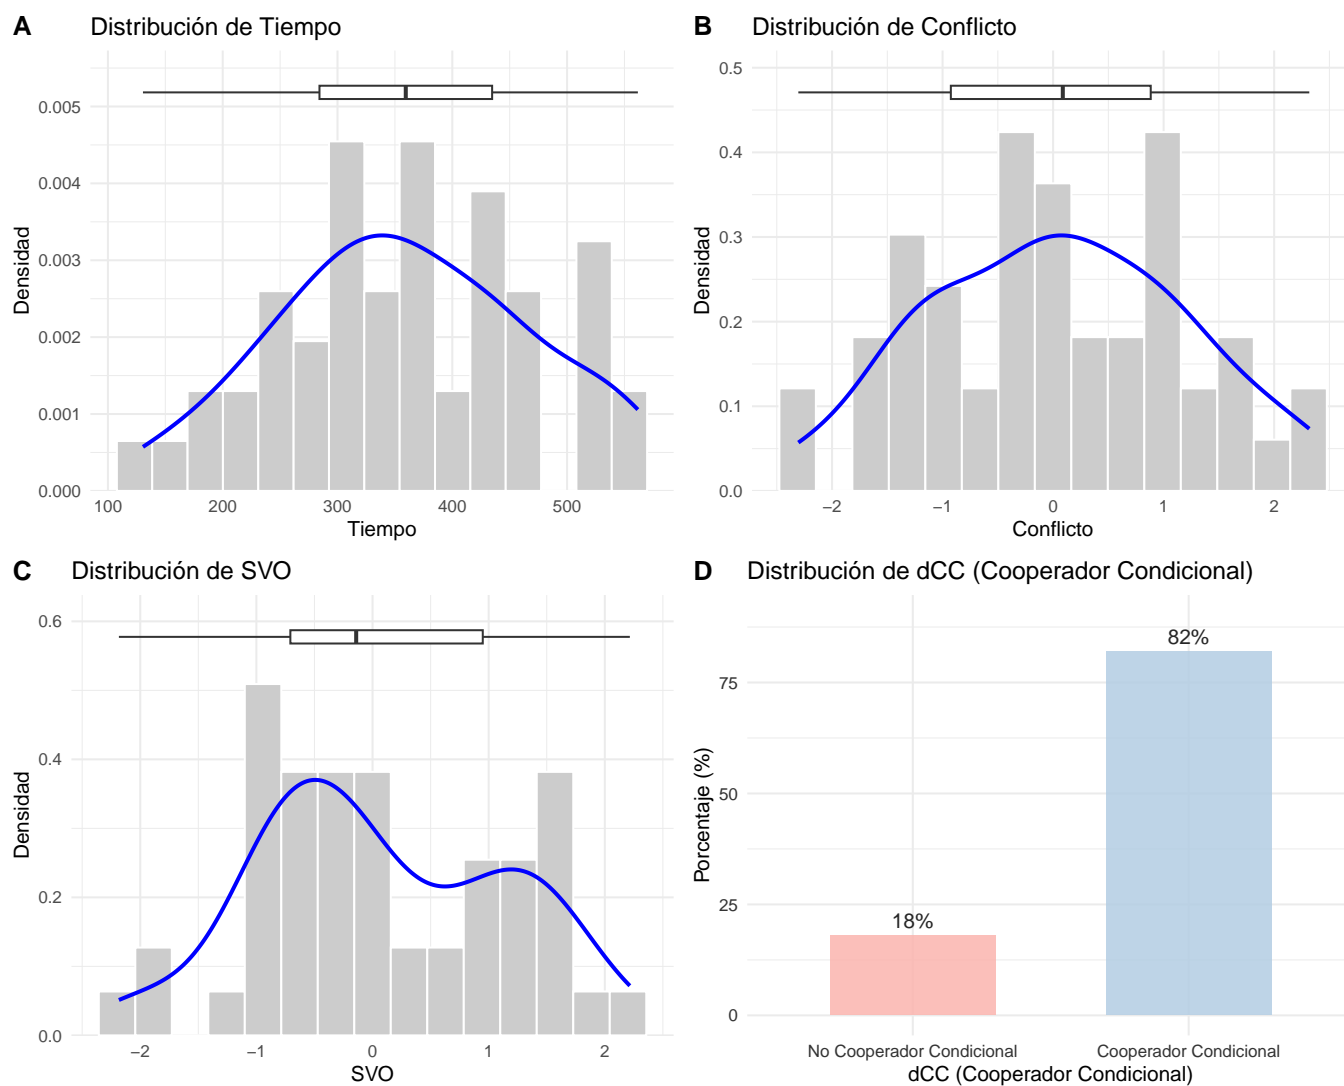 A Distribución de Tiempo
Densidad
0.005
0.004
0.003
0.002
0.001
0.000
100 200 300 400 500
Tiempo
B Distribución de Conflicto
Densidad
0.5
0.4
0.3
0.2
0.1
0.0
−2 −1 0 1 2
Conflicto
C Distribución de SVO
Densidad
0.6
0.4
0.2
0.0
−2 −1 0 1 2
SVO
D Distribución de dCC (Cooperador Condicional)
Porcentaje (%)
75
50
25
0
82%
18%
No Cooperador Condicional Cooperador Condicional
dCC (Cooperador Condicional)